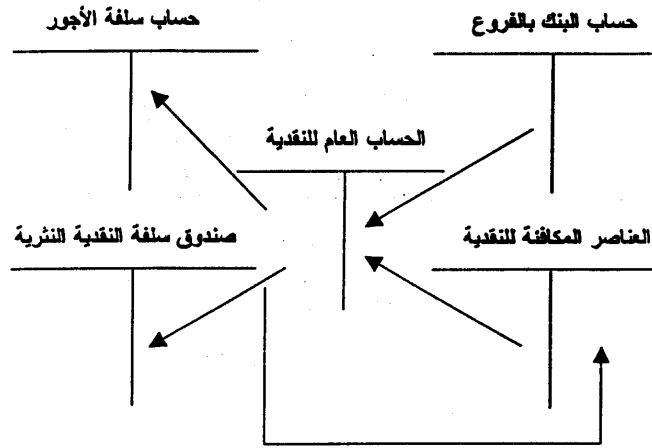 حساب سلفة الأجور
حساب البنك بالفروع
الحساب العام للنقدية
صندوق سلفة النقدية النثرية
العناصر المكافئة للنقدية